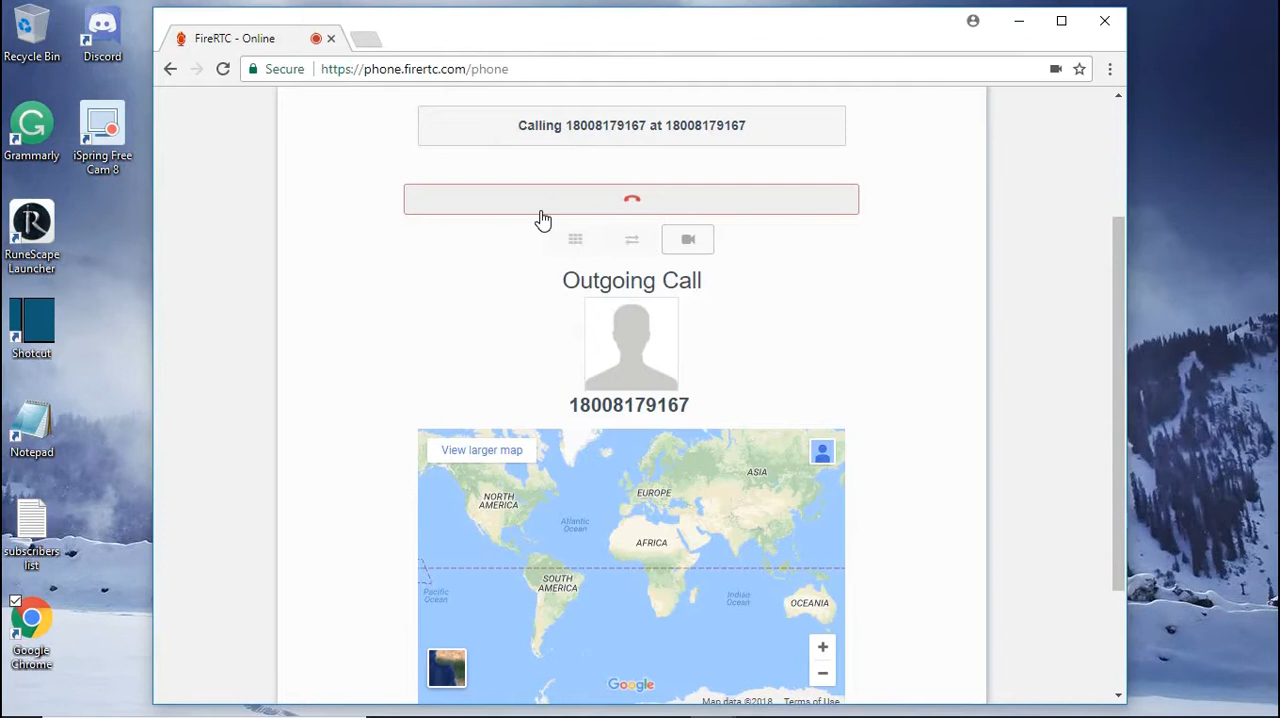 Recycle Bin
Discord
Grammarly
iSpring Free
Cam 8
RuneScape
Launcher
Shotcut
Notepad
subscribers
list
Google
Chrome
FireRTC - Online
Secure
https://phone.firertc.com/phone
Calling 18008179167 at 18008179167
Outgoing Call
18008179167
View larger map
NORTH
AMERICA
EUROPE
ASIA
Atlantic
Ocean
AFRICA
SOUTH
AMERICA
Pacific
Ocean
Indian
Ocean
OCEANIA
Google
Map data ©2018
Terms of Use